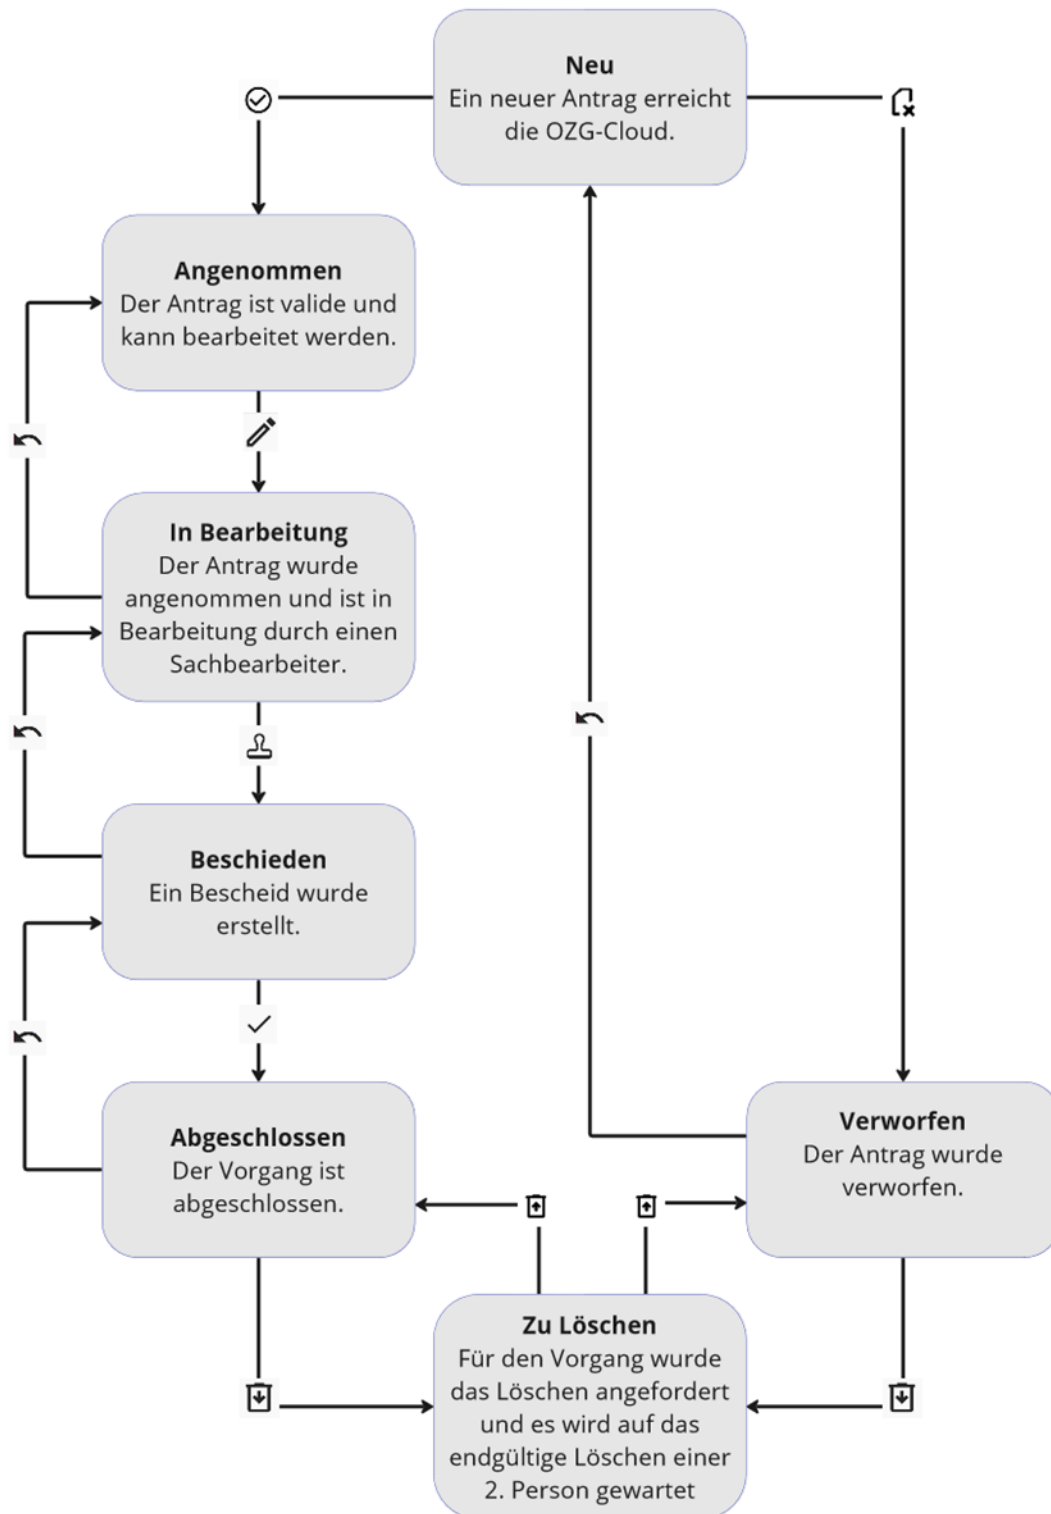 Neu
Ein neuer Antrag erreicht
die OZG-Cloud.
Angenommen
Der Antrag ist valide und
kann bearbeitet werden.
In Bearbeitung
Der Antrag wurde
angenommen und ist in
Bearbeitung durch einen
Sachbearbeiter.
Beschieden
Ein Bescheid wurde
erstellt.
Abgeschlossen
Der Vorgang ist
abgeschlossen.
Verworfen
Der Antrag wurde
verworfen.
Zu Löschen
Für den Vorgang wurde
das Löschen angefordert
und es wird auf das
endgültige Löschen einer
2. Person gewartet